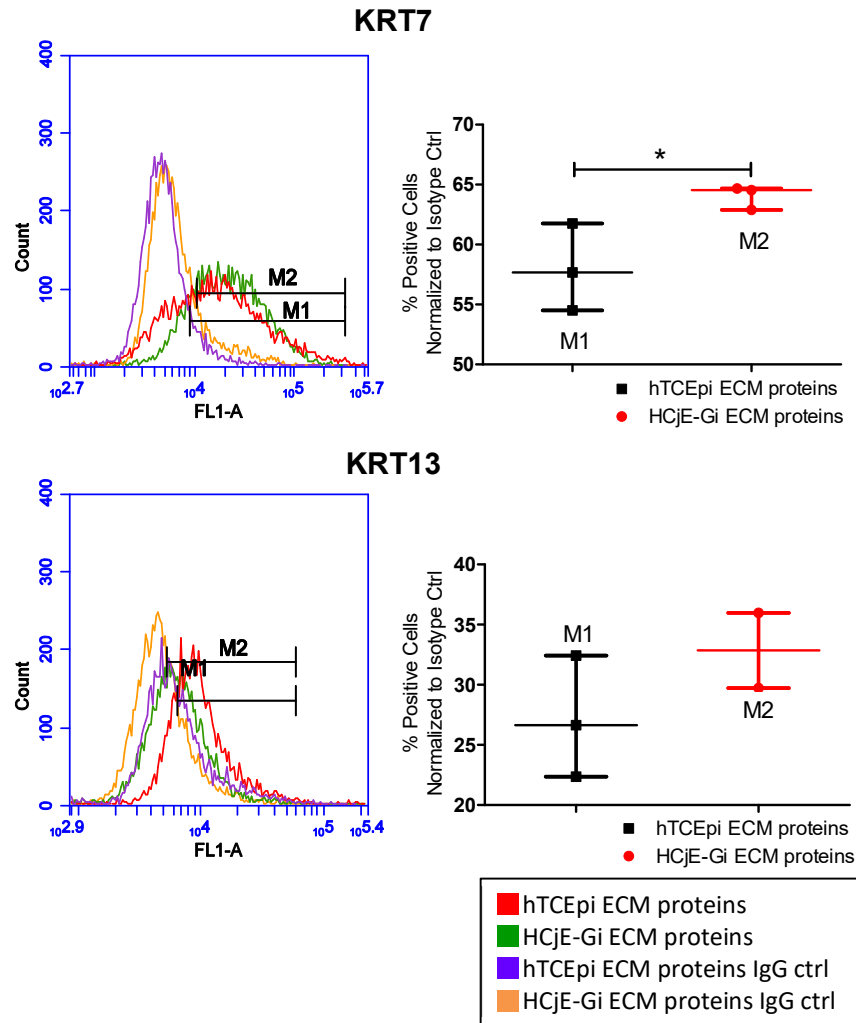 KRT7
400
300
200
100
0
Count
M2
M1
10^2.7
10^4
10^5
10^5.7
FL1-A
70
65
60
55
50
% Positive Cells
Normalized to Isotype Ctrl
*
M1
M2
hTCEpi ECM proteins
HCjE-Gi ECM proteins
KRT13
400
300
200
100
0
Count
M2
M1
10^2.9
10^4
10^5
10^5.4
FL1-A
40
35
30
25
20
% Positive Cells
Normalized to Isotype Ctrl
M1
M2
hTCEpi ECM proteins
HCjE-Gi ECM proteins
hTCEpi ECM proteins
HCjE-Gi ECM proteins
hTCEpi ECM proteins IgG ctrl
HCjE-Gi ECM proteins IgG ctrl